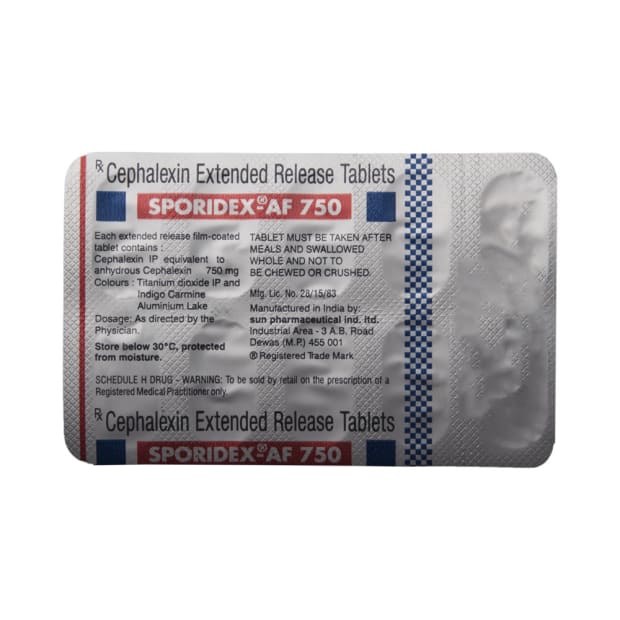 Rx Cephalexin Extended Release Tablets
SPORIDEX®-AF 750
Each extended release film-coated
tablet contains :
Cephalexin IP equivalent to
anhydrous Cephalexin 750 mg
Colours : Titanium dioxide IP and
Indigo Carmine
Aluminium Lake
Dosage: As directed by the
Physician.
Store below 30°C, protected
from moisture.
TABLET MUST BE TAKEN AFTER
MEALS AND SWALLOWED
WHOLE AND NOT TO
BE CHEWED OR CRUSHED.
Mfg. Lic. No. 28/15/83
Manufactured in India by:
sun pharmaceutical ind. ltd.
Industrial Area - 3 A.B. Road
Dewas (M.P.) 455 001
® Registered Trade Mark
SCHEDULE H DRUG - WARNING: To be sold by retail on the prescription of a
Registered Medical Practitioner only.
Rx Cephalexin Extended Release Tablets
SPORIDEX®-AF 750